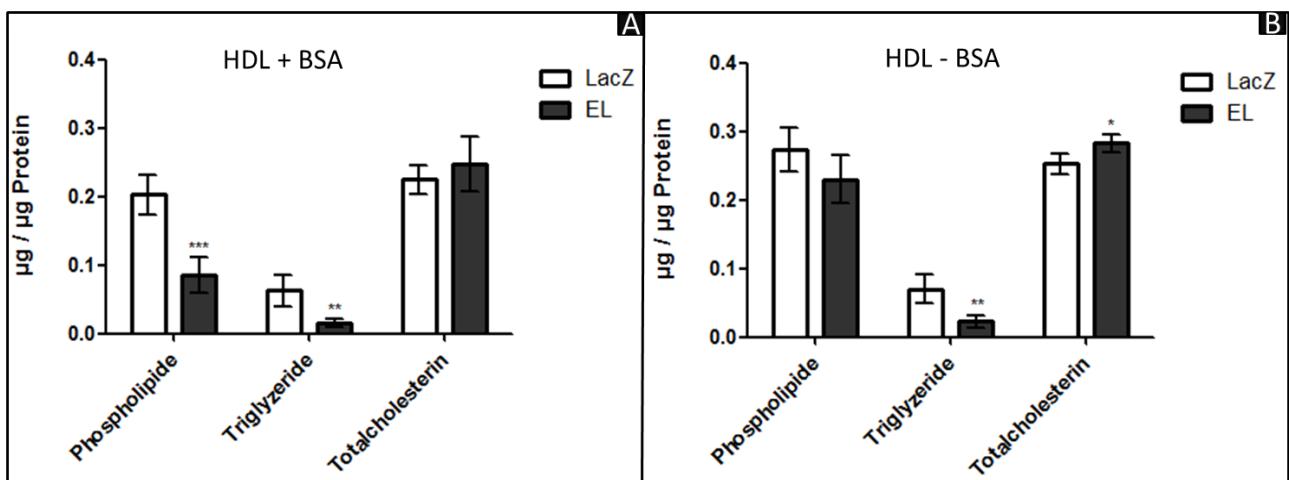 A
HDL + BSA
LacZ
EL
µg / µg Protein
0.4
0.3
0.2
0.1
0.0
***
**
Phospholipide
Triglyzeride
Totalcholesterin
B
HDL - BSA
LacZ
EL
µg / µg Protein
0.4
0.3
0.2
0.1
0.0
**
*
Phospholipide
Triglyzeride
Totalcholesterin